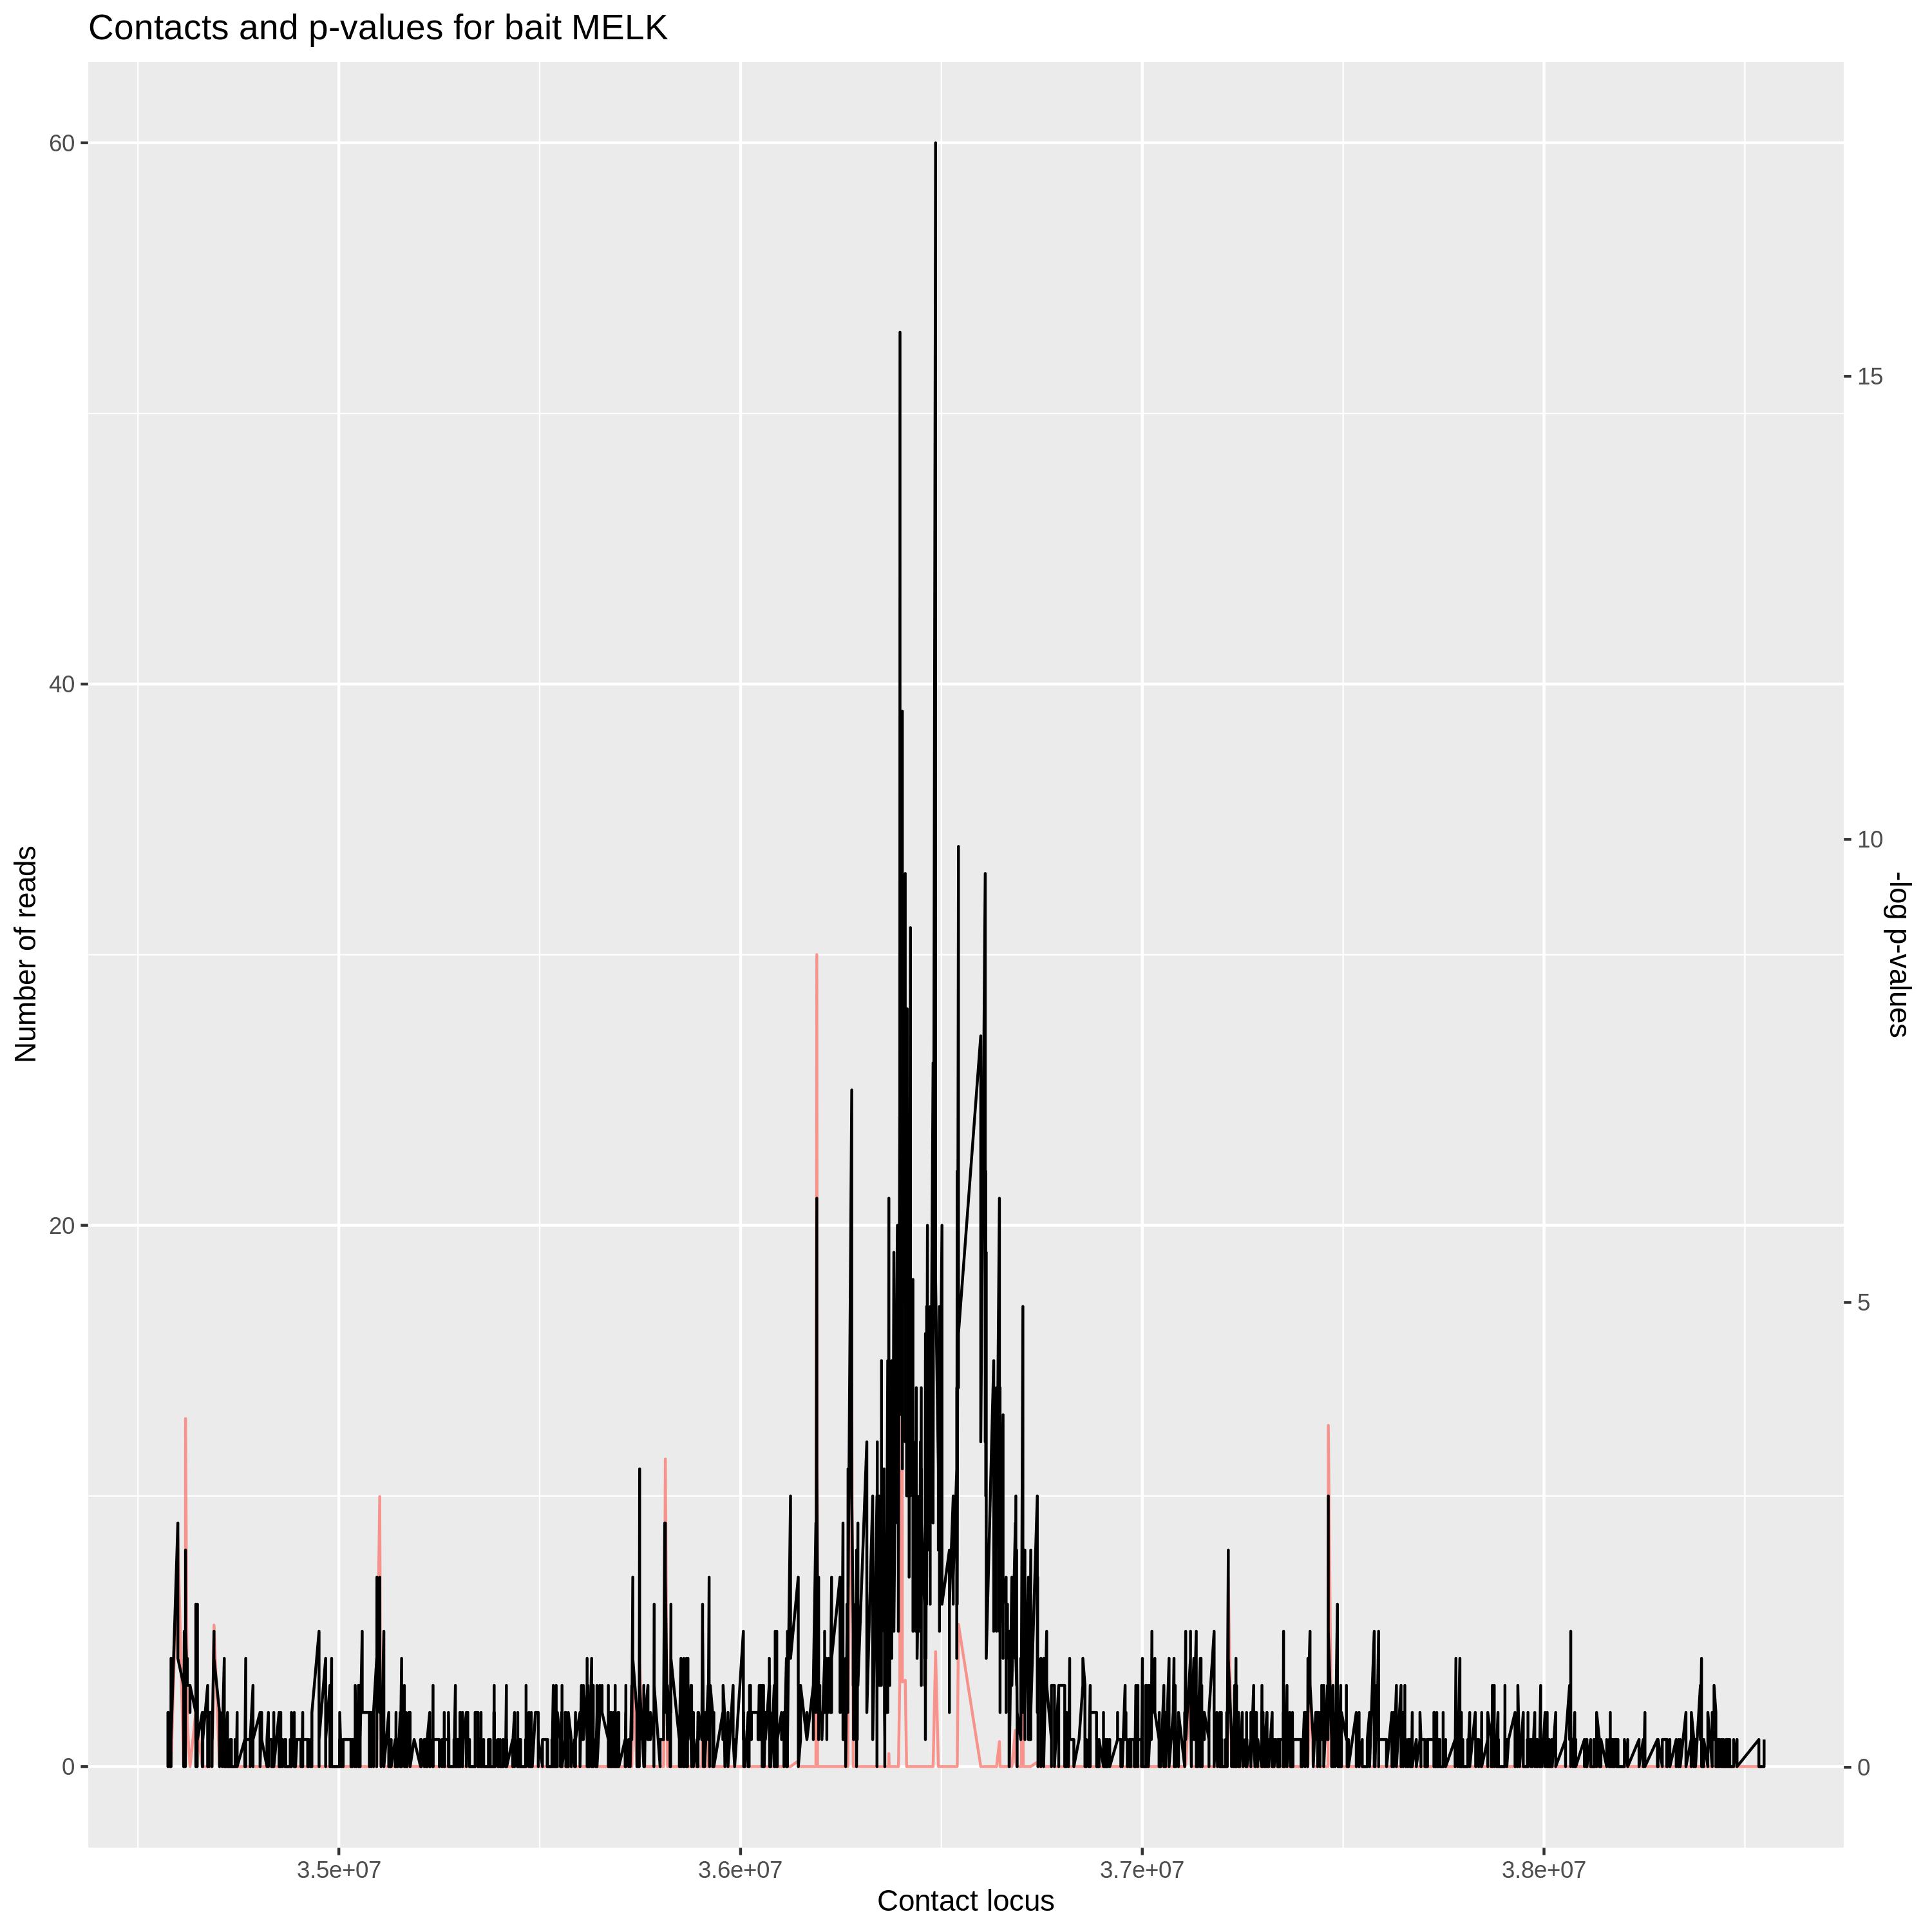 Contacts and p-values for bait MELK
60
40
20
0
Number of reads
15
10
5
0
-log p-values
3.5e+07
3.6e+07
3.7e+07
3.8e+07
Contact locus